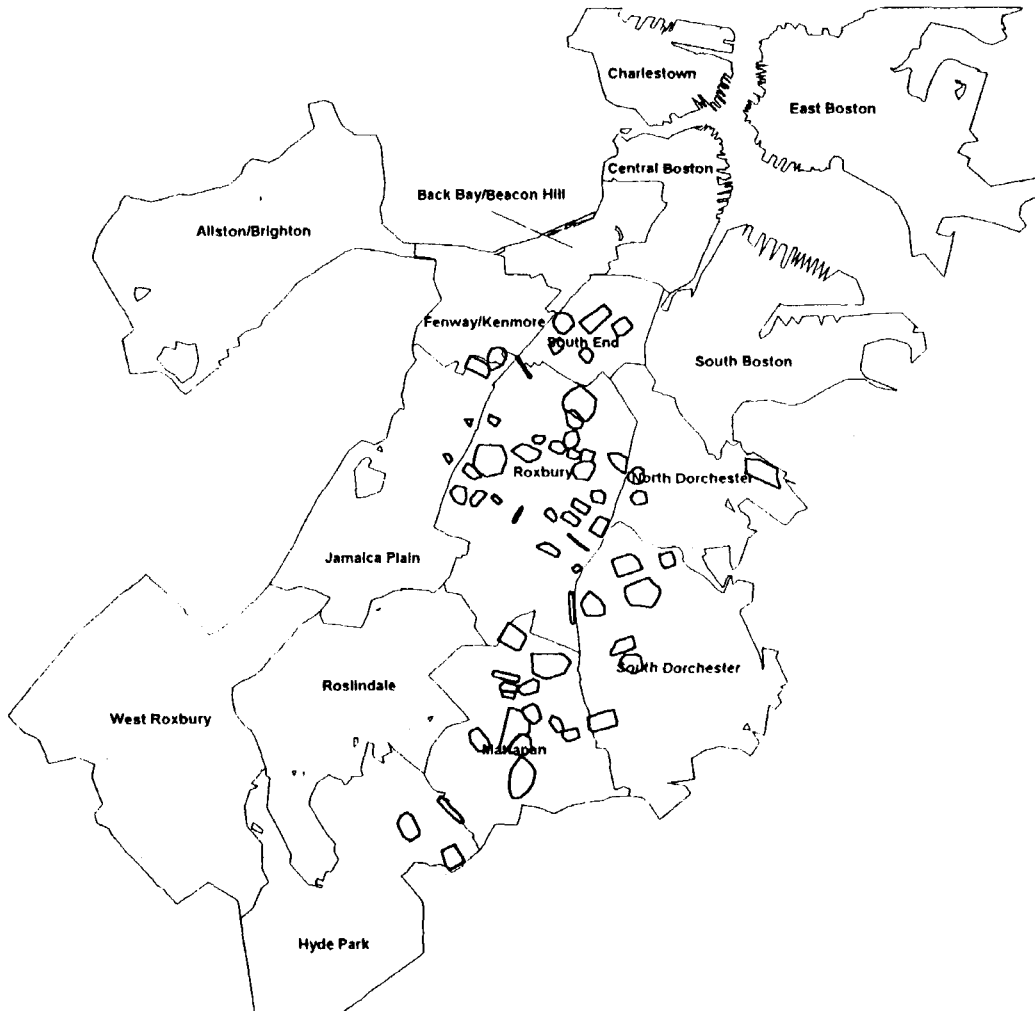 Charlestown
East Boston
Central Boston
Back Bay/Beacon Hill
Allston/Brighton
Fenway/Kenmore
South End
South Boston
Roxbury
North Dorchester
Jamaica Plain
South Dorchester
Roslindale
West Roxbury
Mattapan
Hyde Park